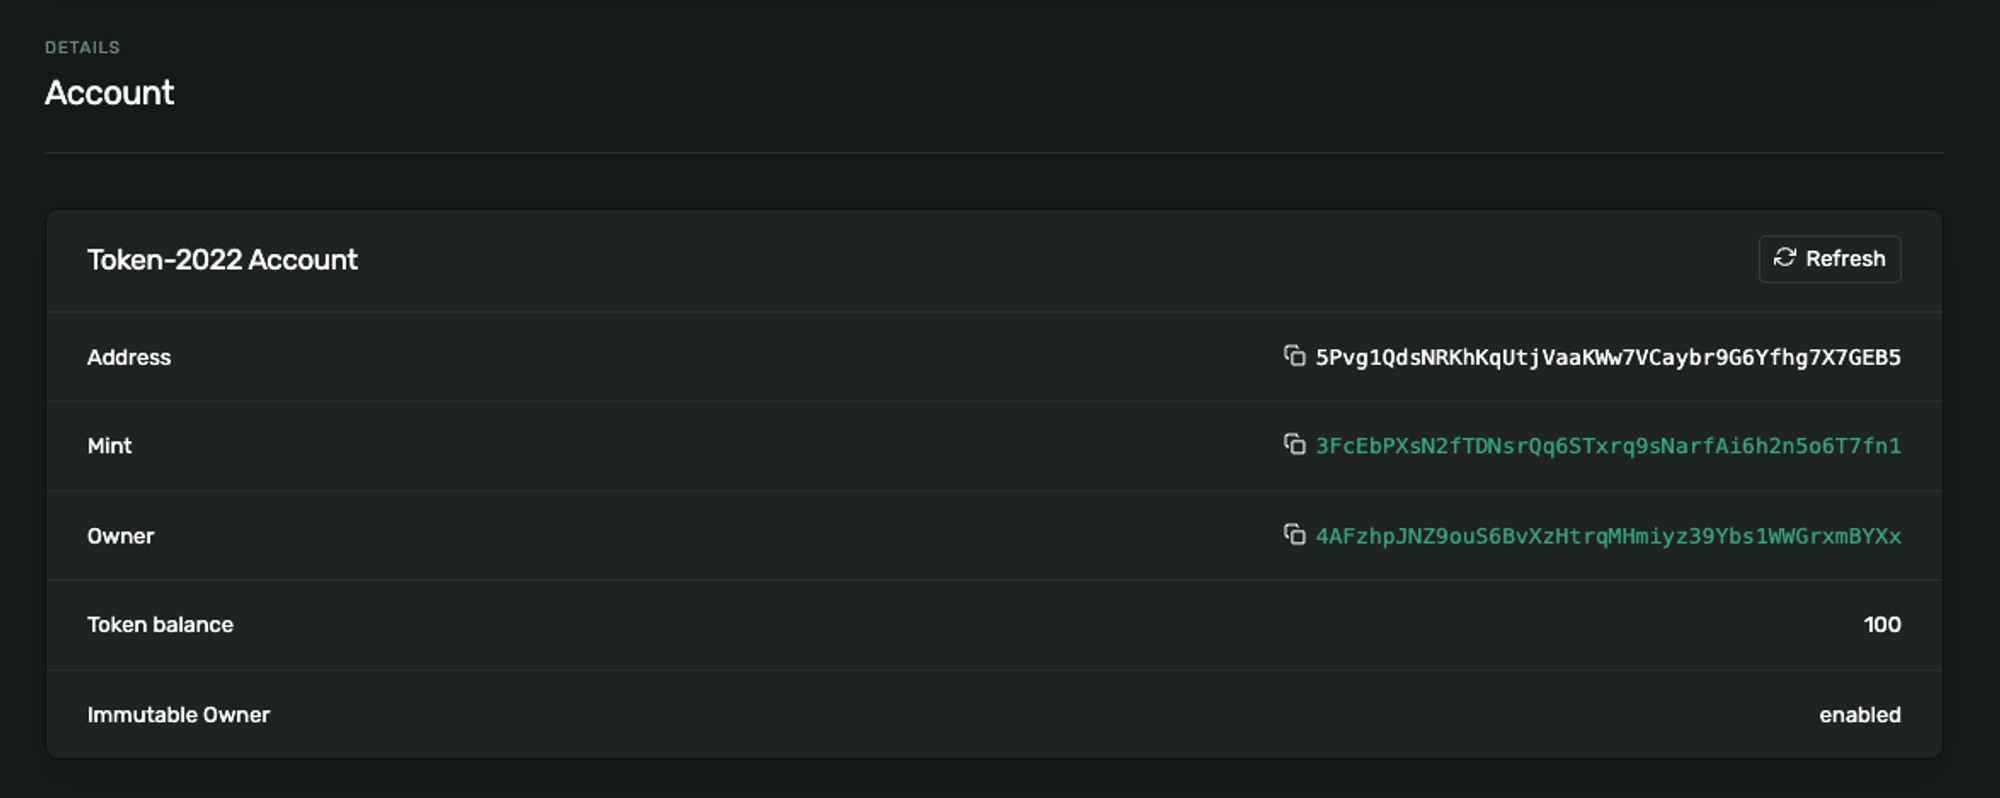 DETAILS
Account
Token-2022 Account
Refresh
Address
5Pvg1QdsNRKhKqUtjVaaKWw7VCaybr9G6Yfhg7X7GEB5
Mint
3FcEbPXsN2fTDNsrQq6STxrq9sNarfAi6h2n5o6T7fn1
Owner
4AFzhpJNZ9ouS6BvXzHtrqMHmiyz39Ybs1WWGrxmBYXx
Token balance
100
Immutable Owner
enabled